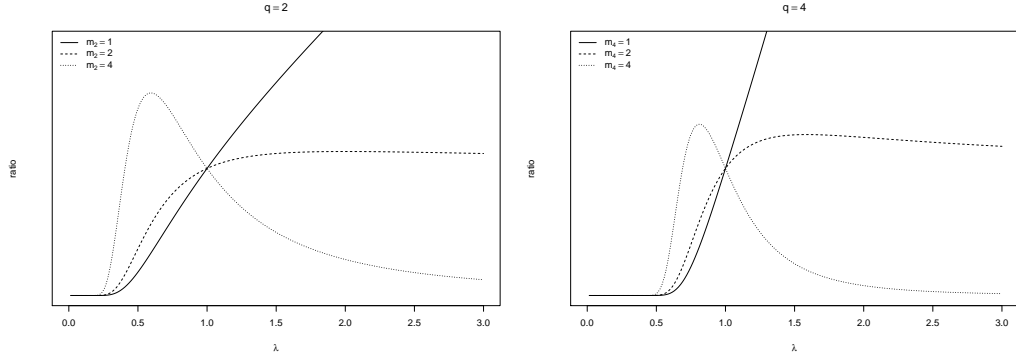 q = 2
m₂ = 1
m₂ = 2
m₂ = 4
ratio
0.0 0.5 1.0 1.5 2.0 2.5 3.0
λ
q = 4
m₄ = 1
m₄ = 2
m₄ = 4
ratio
0.0 0.5 1.0 1.5 2.0 2.5 3.0
λ